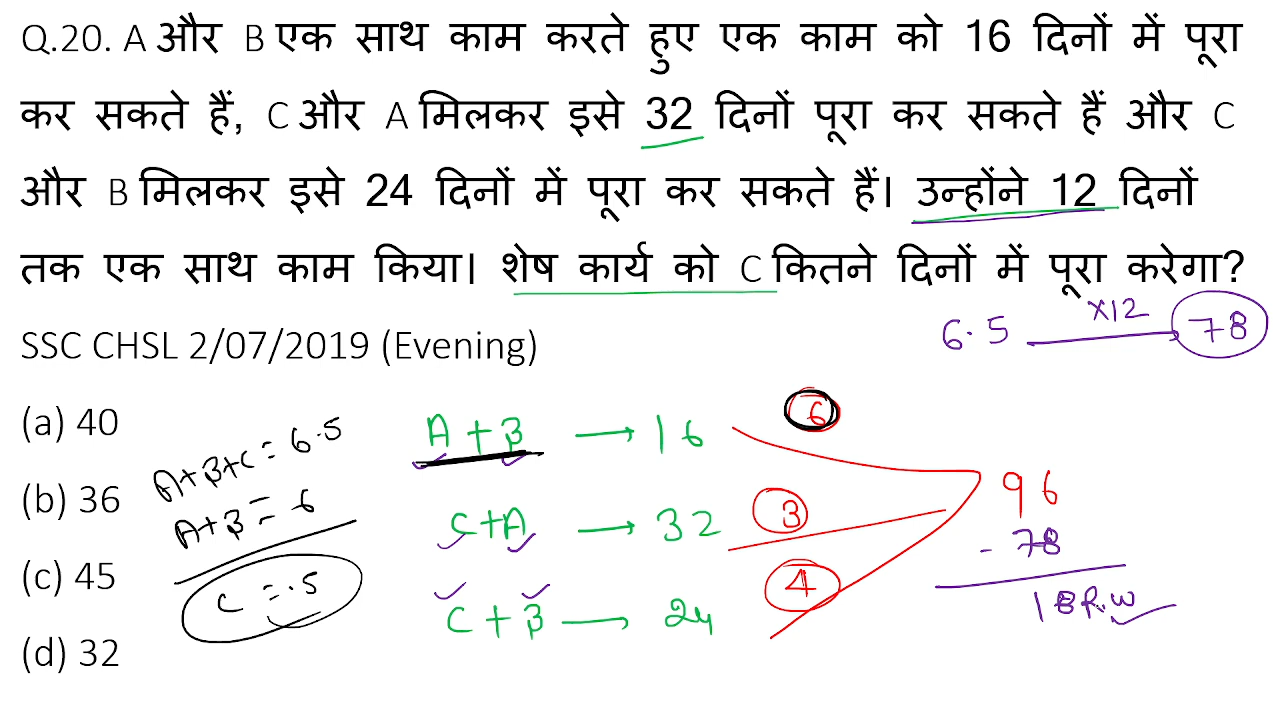 Q.20. A और B एक साथ काम करते हुए एक काम को 16 दिनों में पूरा
कर सकते हैं, C और A मिलकर इसे 32 दिनों पूरा कर सकते हैं और C
और B मिलकर इसे 24 दिनों में पूरा कर सकते हैं। उन्होंने 12 दिनों
तक एक साथ काम किया। शेष कार्य को C कितने दिनों में पूरा करेगा?
SSC CHSL 2/07/2019 (Evening)
6.5 ×12 78
(a) 40
(b) 36
(c) 45
(d) 32
A+B+C = 6.5
A+B = 6
C = .5
A + B → 16 6
C+A → 32 3
C + B → 24 4
96
- 78
18 R.W